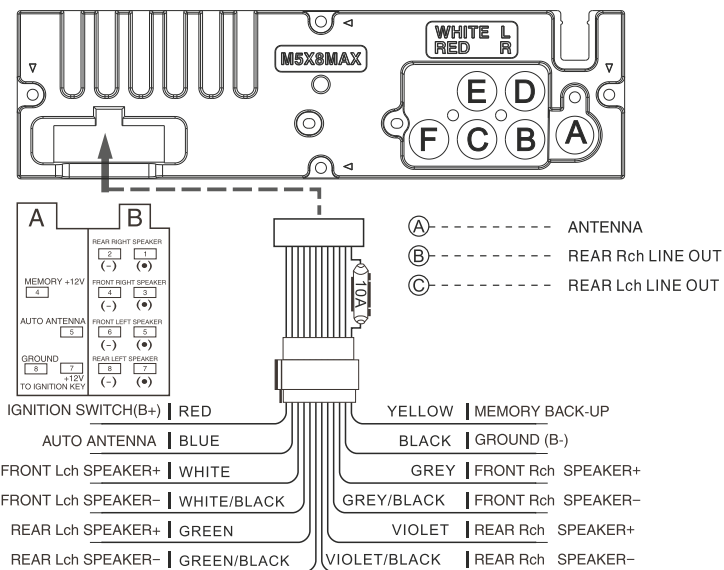 WHITE L
RED R
M5X8MAX
E D
F C B A
A B
REAR RIGHT SPEAKER
2 1
(-) (•)
MEMORY +12V
4
FRONT RIGHT SPEAKER
4 3
(-) (•)
AUTO ANTENNA
5
FRONT LEFT SPEAKER
6 5
(-) (•)
GROUND
8 7
+12V
TO IGNITION KEY
REAR LEFT SPEAKER
8 7
(-) (•)
10A
A ANTENNA
B REAR Rch LINE OUT
C REAR Lch LINE OUT
IGNITION SWITCH(B+) RED YELLOW MEMORY BACK-UP
AUTO ANTENNA BLUE BLACK GROUND (B-)
FRONT Lch SPEAKER+ WHITE GREY FRONT Rch SPEAKER+
FRONT Lch SPEAKER– WHITE/BLACK GREY/BLACK FRONT Rch SPEAKER–
REAR Lch SPEAKER+ GREEN VIOLET REAR Rch SPEAKER+
REAR Lch SPEAKER– GREEN/BLACK VIOLET/BLACK REAR Rch SPEAKER–